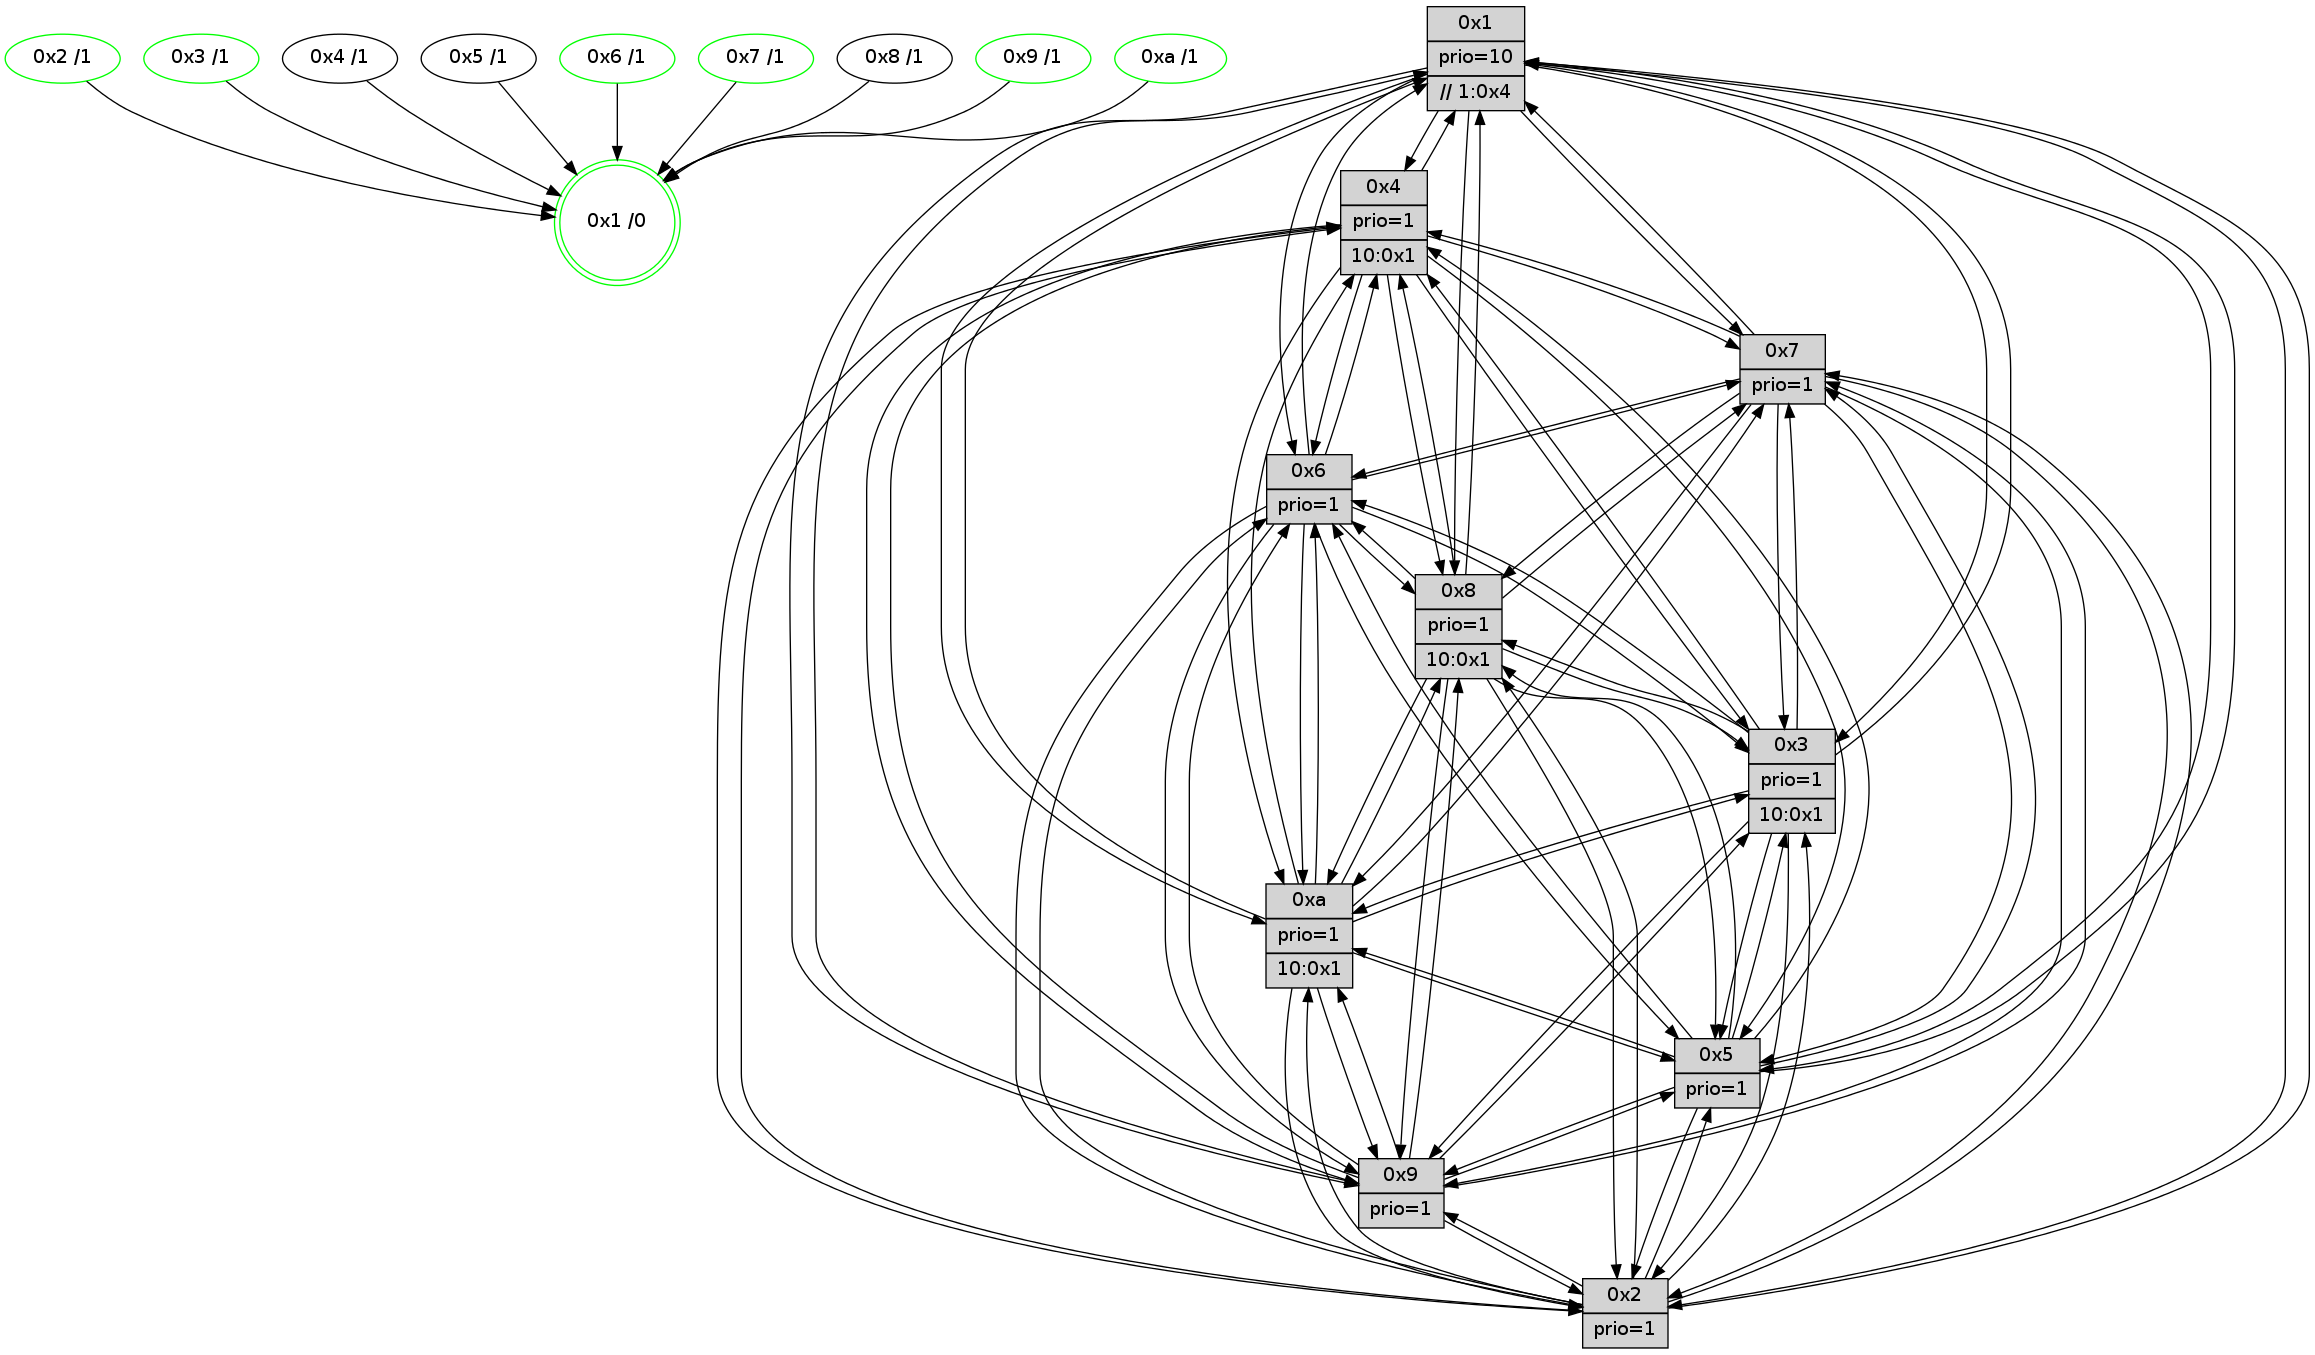 0x2 /1
0x3 /1
0x4 /1
0x5 /1
0x6 /1
0x7 /1
0x8 /1
0x9 /1
0xa /1
0x1 /0
0x1
prio=10
// 1:0x4
0x4
prio=1
10:0x1
0x7
prio=1
0x6
prio=1
0x8
prio=1
10:0x1
0x3
prio=1
10:0x1
0xa
prio=1
10:0x1
0x5
prio=1
0x9
prio=1
0x2
prio=1